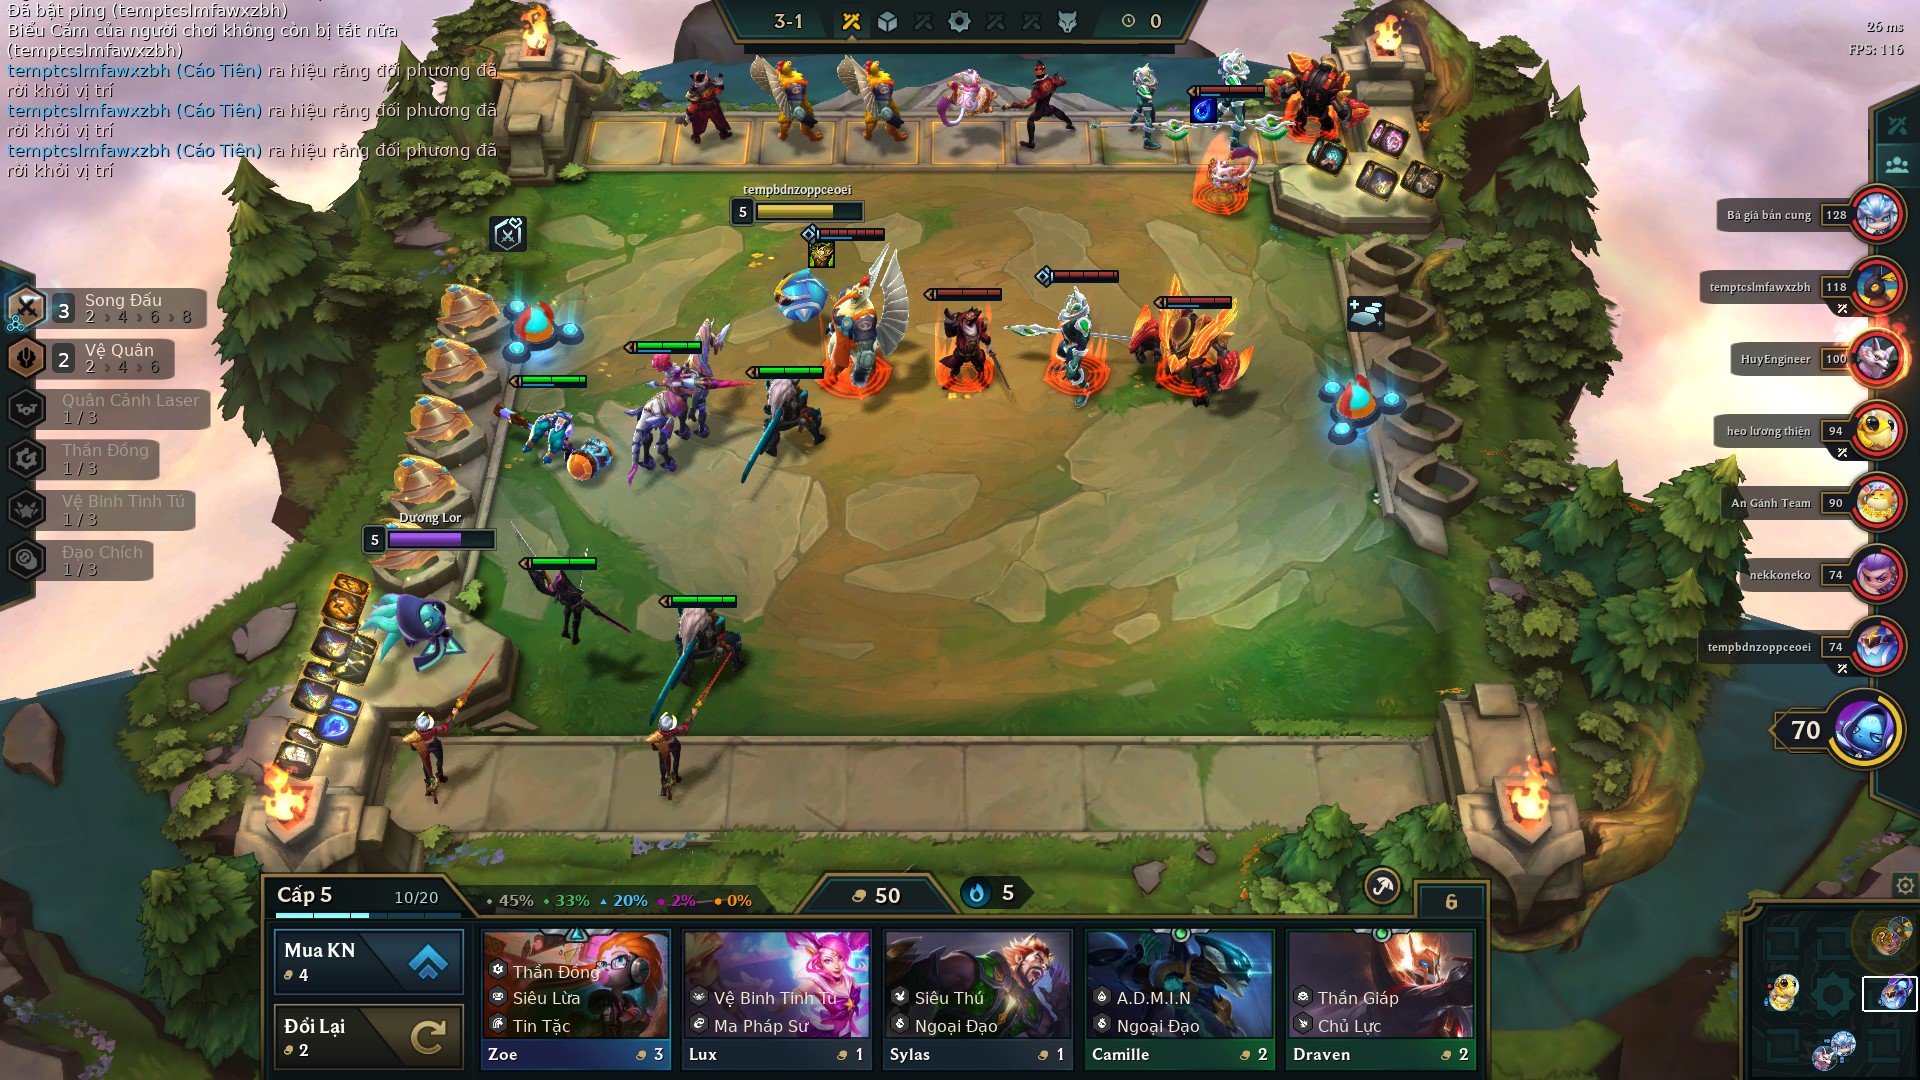 Đã bật ping (temptcslmfawxzbh)
Biểu Cảm của người chơi không còn bị tắt nữa
(temptcslmfawxzbh)
temptcslmfawxzbh (Cáo Tiên) ra hiệu rằng đối phương đã
rời khỏi vị trí
temptcslmfawxzbh (Cáo Tiên) ra hiệu rằng đối phương đã
rời khỏi vị trí
temptcslmfawxzbh (Cáo Tiên) ra hiệu rằng đối phương đã
rời khỏi vị trí
3-1
0
26 ms
FPS: 116
tempbdnzoppceoei
5
3 Song Đấu
2 › 4 › 6 › 8
2 Vệ Quân
2 › 4 › 6
Quân Cảnh Laser
1 / 3
Thần Đồng
1 / 3
Vệ Binh Tinh Tú
1 / 3
Đạo Chích
1 / 3
Dương Lor
5
Bà già bán cung 128
temptcslmfawxzbh 118
HuyEngineer 100
heo lương thiện 94
An Gánh Team 90
nekkoneko 74
tempbdnzoppceoei 74
70
Cấp 5
10/20
45% 33% 20% 2% 0%
50
5
6
Mua KN
4
Đổi Lại
2
Thần Đồng
Siêu Lừa
Tin Tặc
Zoe 3
Vệ Binh Tinh Tú
Ma Pháp Sư
Lux 1
Siêu Thú
Ngoại Đạo
Sylas 1
A.D.M.I.N
Ngoại Đạo
Camille 2
Thần Giáp
Chủ Lực
Draven 2